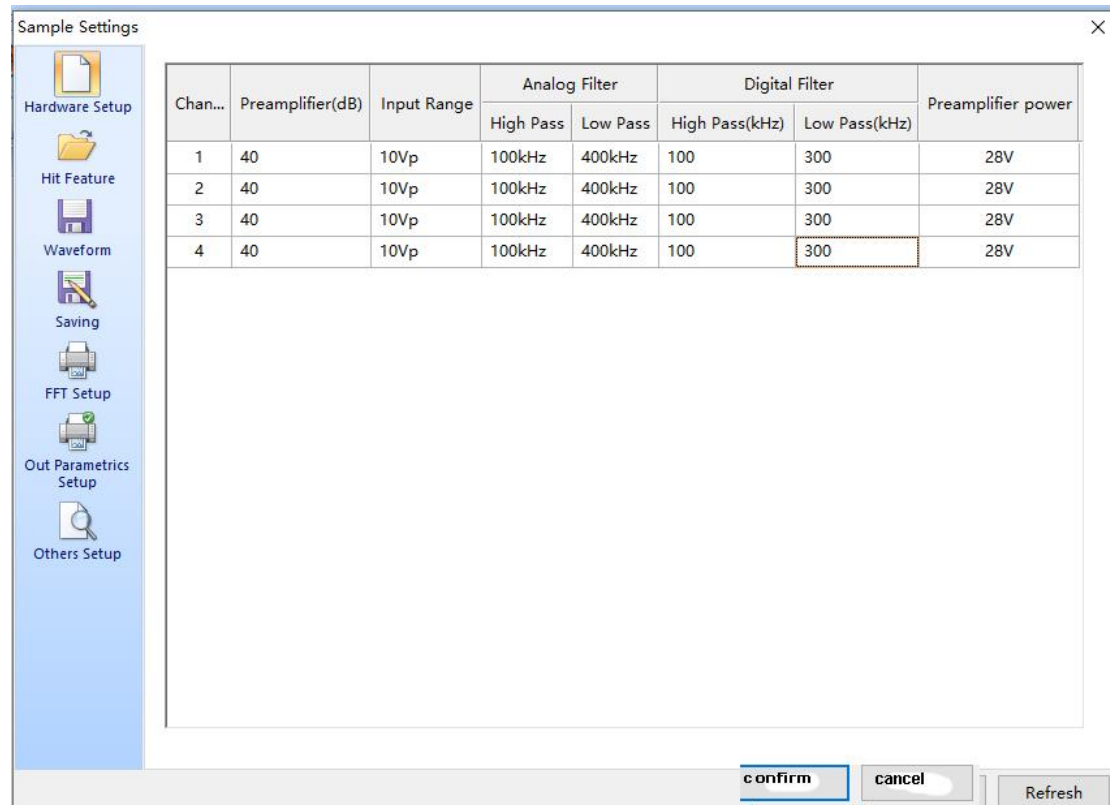 Sample Settings
Hardware Setup
Hit Feature
Waveform
Saving
FFT Setup
Out Parametrics
Setup
Others Setup
Chan... Preamplifier(dB) Input Range Analog Filter Digital Filter Preamplifier power
High Pass Low Pass High Pass(kHz) Low Pass(kHz)
1 40 10Vp 100kHz 400kHz 100 300 28V
2 40 10Vp 100kHz 400kHz 100 300 28V
3 40 10Vp 100kHz 400kHz 100 300 28V
4 40 10Vp 100kHz 400kHz 100 300 28V
confirm cancel Refresh